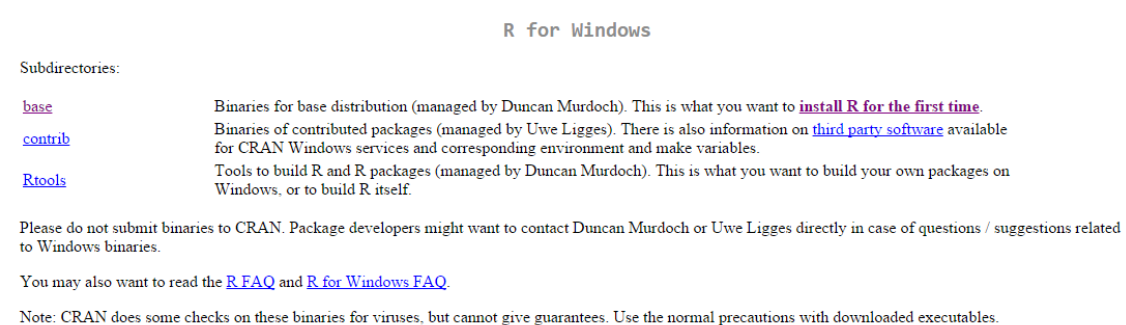 R for Windows
Subdirectories:
base Binaries for base distribution (managed by Duncan Murdoch). This is what you want to install R for the first time.
contrib Binaries of contributed packages (managed by Uwe Ligges). There is also information on third party software available
for CRAN Windows services and corresponding environment and make variables.
Rtools Tools to build R and R packages (managed by Duncan Murdoch). This is what you want to build your own packages on
Windows, or to build R itself.
Please do not submit binaries to CRAN. Package developers might want to contact Duncan Murdoch or Uwe Ligges directly in case of questions / suggestions related
to Windows binaries.
You may also want to read the R FAQ and R for Windows FAQ.
Note: CRAN does some checks on these binaries for viruses, but cannot give guarantees. Use the normal precautions with downloaded executables.